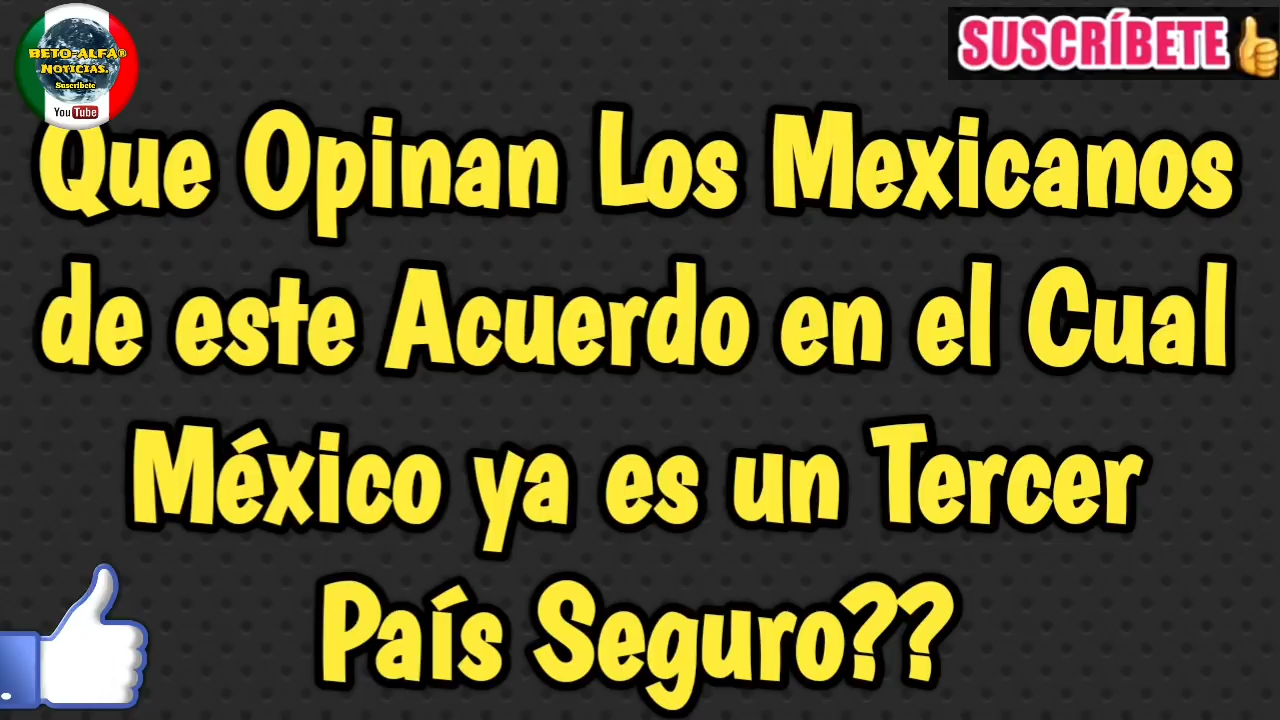 BETO-ALFA®
NOTICIAS.
Suscríbete
YouTube
SUSCRÍBETE
Que Opinan Los Mexicanos
de este Acuerdo en el Cual
México ya es un Tercer
País Seguro??